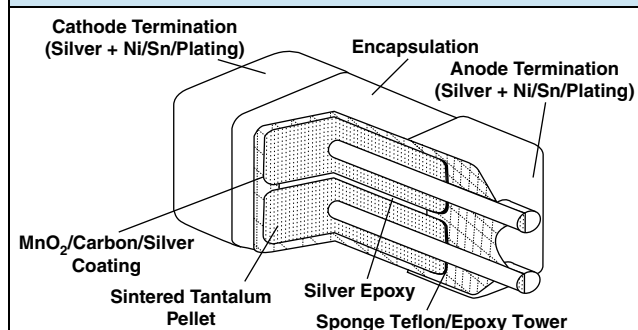 Cathode Termination
(Silver + Ni/Sn/Plating)
Encapsulation
Anode Termination
(Silver + Ni/Sn/Plating)
MnO2/Carbon/Silver
Coating
Sintered Tantalum
Pellet
Silver Epoxy
Sponge Teflon/Epoxy Tower